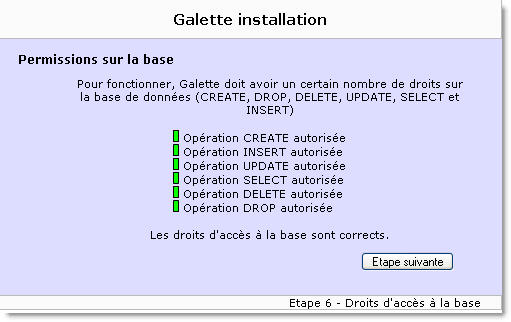 Galette installation
Permissions sur la base
Pour fonctionner, Galette doit avoir un certain nombre de droits sur
la base de données (CREATE, DROP, DELETE, UPDATE, SELECT et
INSERT)
Opération CREATE autorisée
Opération INSERT autorisée
Opération UPDATE autorisée
Opération SELECT autorisée
Opération DELETE autorisée
Opération DROP autorisée
Les droits d'accès à la base sont corrects.
Etape suivante
Etape 6 - Droits d'accès à la base